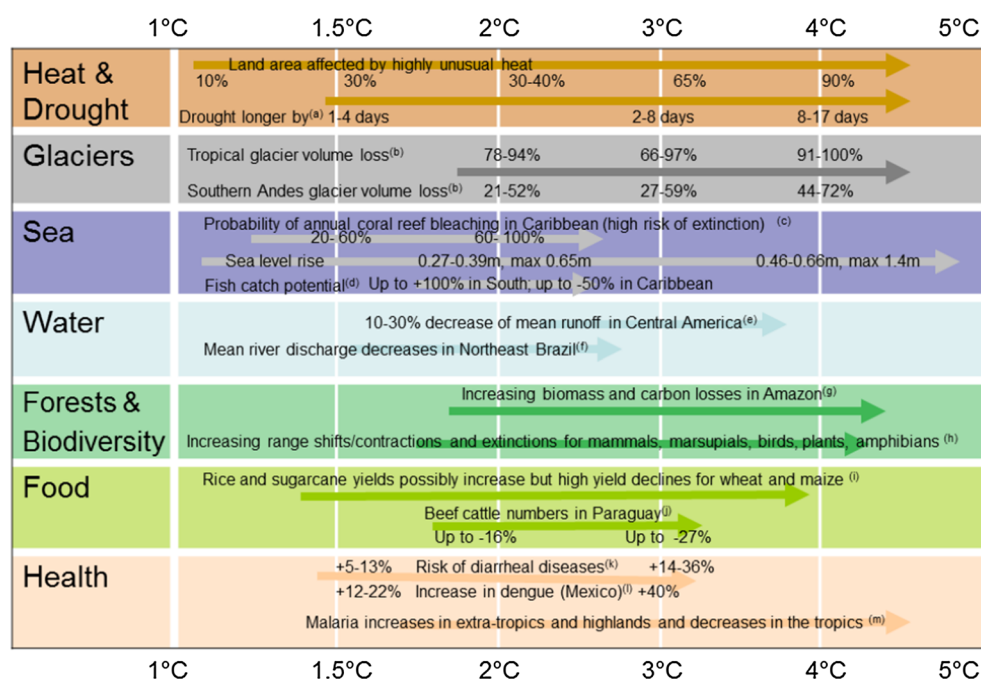 1°C 1.5°C 2°C 3°C 4°C 5°C
Heat &
Drought
Land area affected by highly unusual heat
10% 30% 30-40% 65% 90%
Drought longer by(a) 1-4 days 2-8 days 8-17 days
Glaciers
Tropical glacier volume loss(b) 78-94% 66-97% 91-100%
Southern Andes glacier volume loss(b) 21-52% 27-59% 44-72%
Sea
Probability of annual coral reef bleaching in Caribbean (high risk of extinction) (c)
20- 60% 60- 100%
Sea level rise 0.27-0.39m, max 0.65m 0.46-0.66m, max 1.4m
Fish catch potential(d) Up to +100% in South; up to -50% in Caribbean
Water
10-30% decrease of mean runoff in Central America(e)
Mean river discharge decreases in Northeast Brazil(f)
Forests &
Biodiversity
Increasing biomass and carbon losses in Amazon(g)
Increasing range shifts/contractions and extinctions for mammals, marsupials, birds, plants, amphibians (h)
Food
Rice and sugarcane yields possibly increase but high yield declines for wheat and maize (i)
Beef cattle numbers in Paraguay(j)
Up to -16% Up to -27%
Health
+5-13% Risk of diarrheal diseases(k) +14-36%
+12-22% Increase in dengue (Mexico)(l) +40%
Malaria increases in extra-tropics and highlands and decreases in the tropics (m)
1°C 1.5°C 2°C 3°C 4°C 5°C